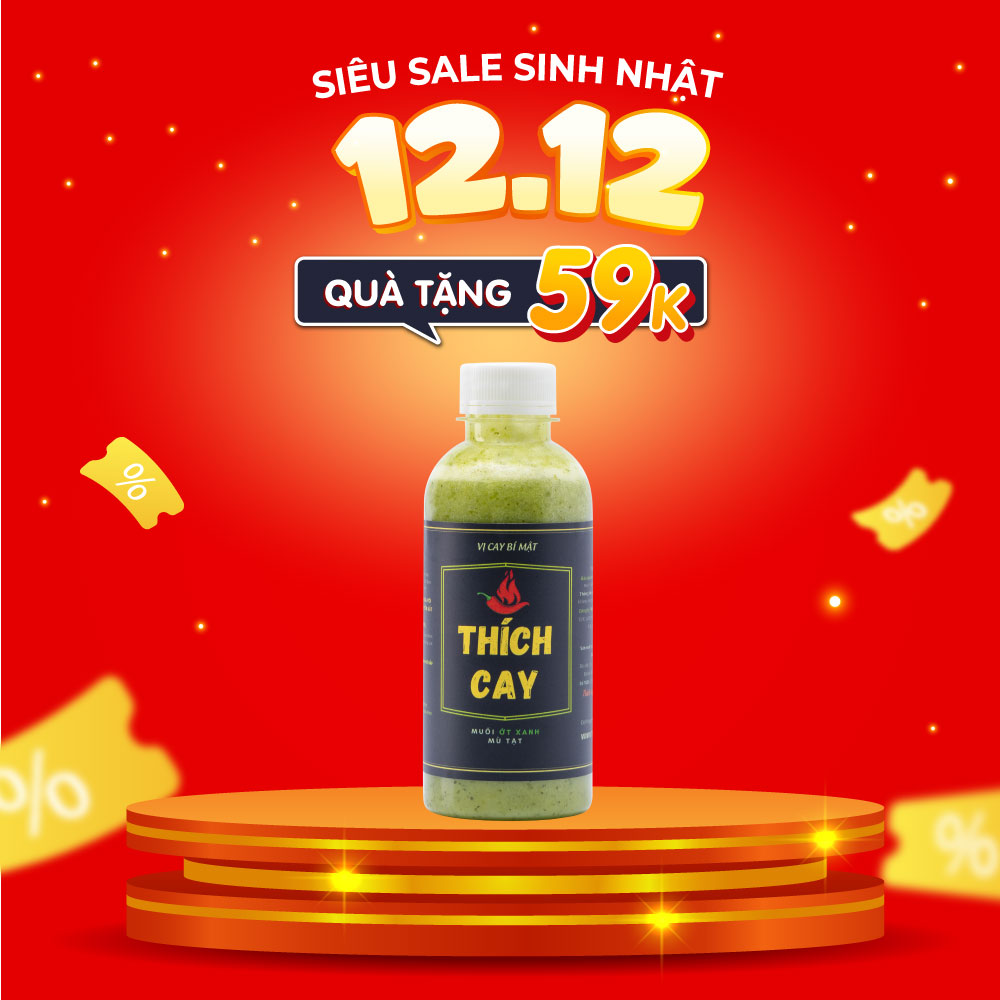 SIÊU SALE SINH NHẬT
12.12
QUÀ TẶNG 59K
%
%
%
%
VỊ CAY BÍ MẬT
THÍCH
CAY
MUỐI ỚT XANH
MÙ TẠT